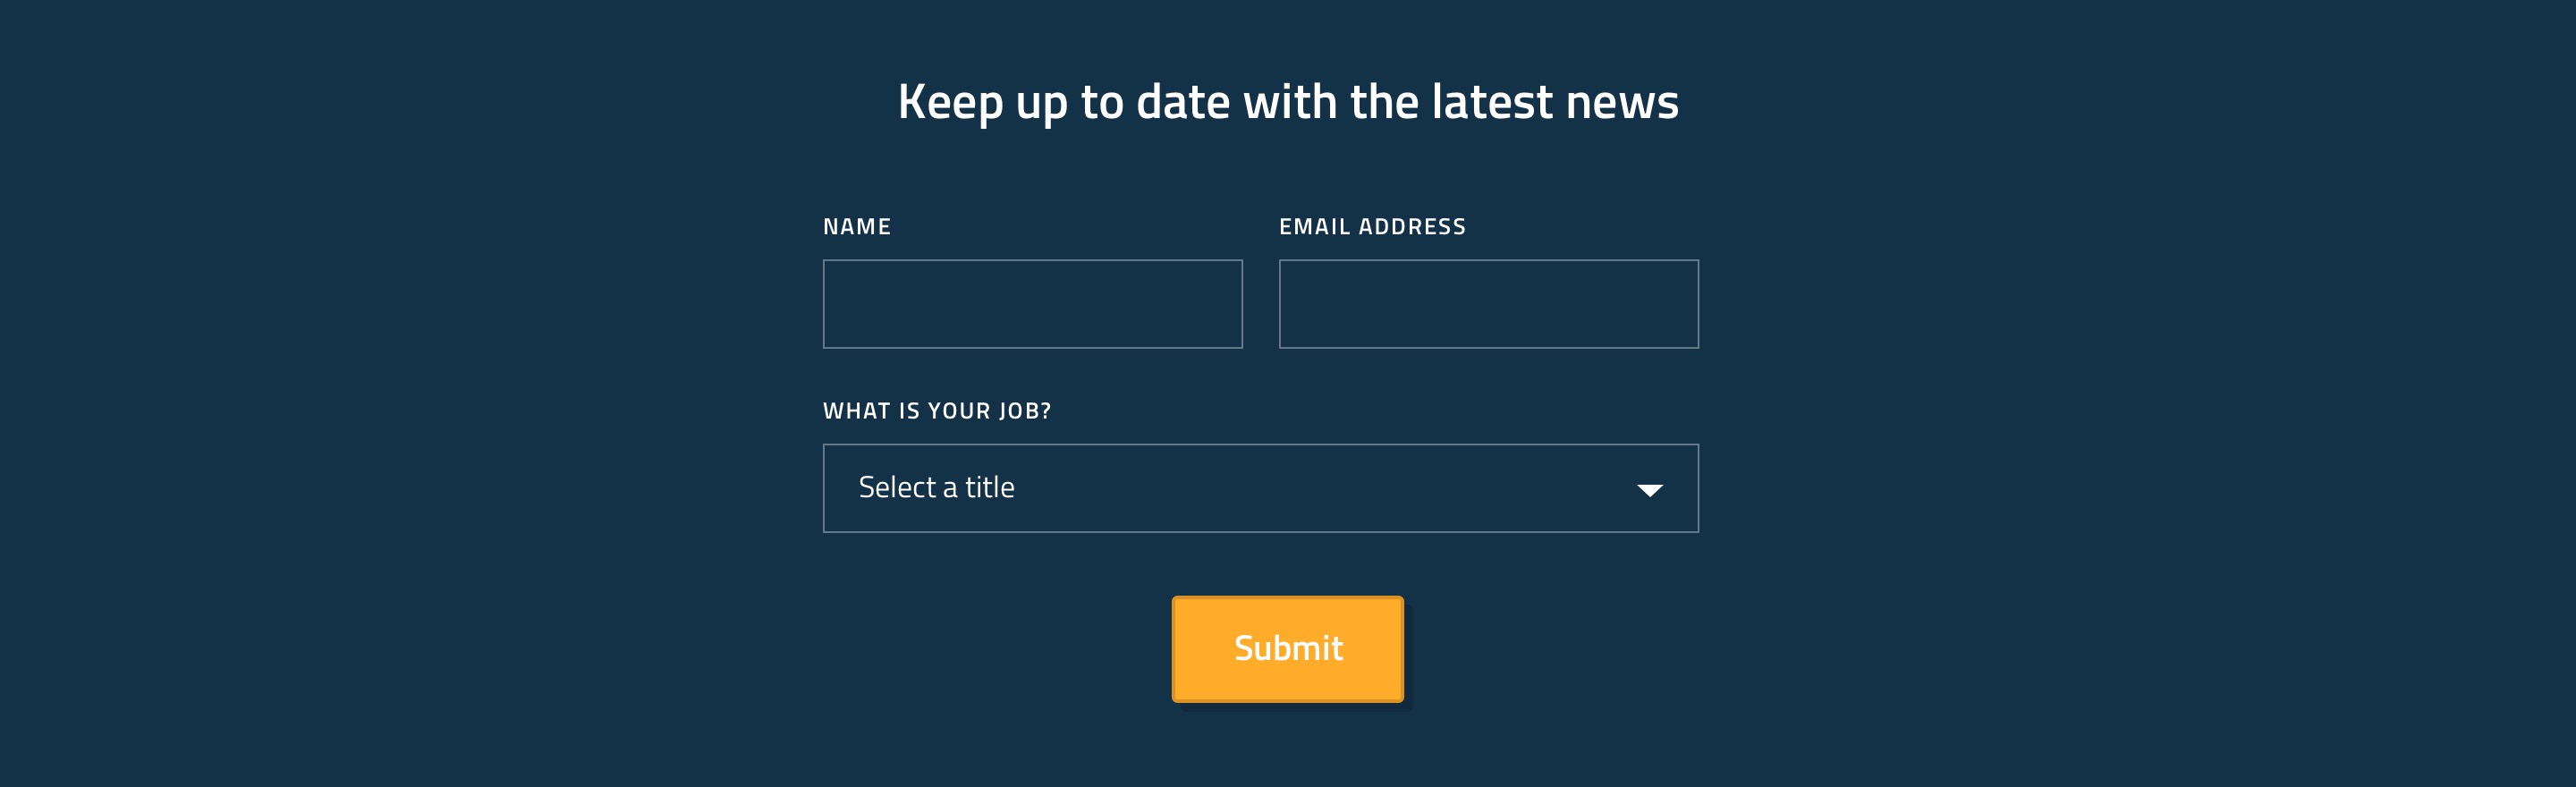 Keep up to date with the latest news
NAME
EMAIL ADDRESS
WHAT IS YOUR JOB?
Select a title
Submit